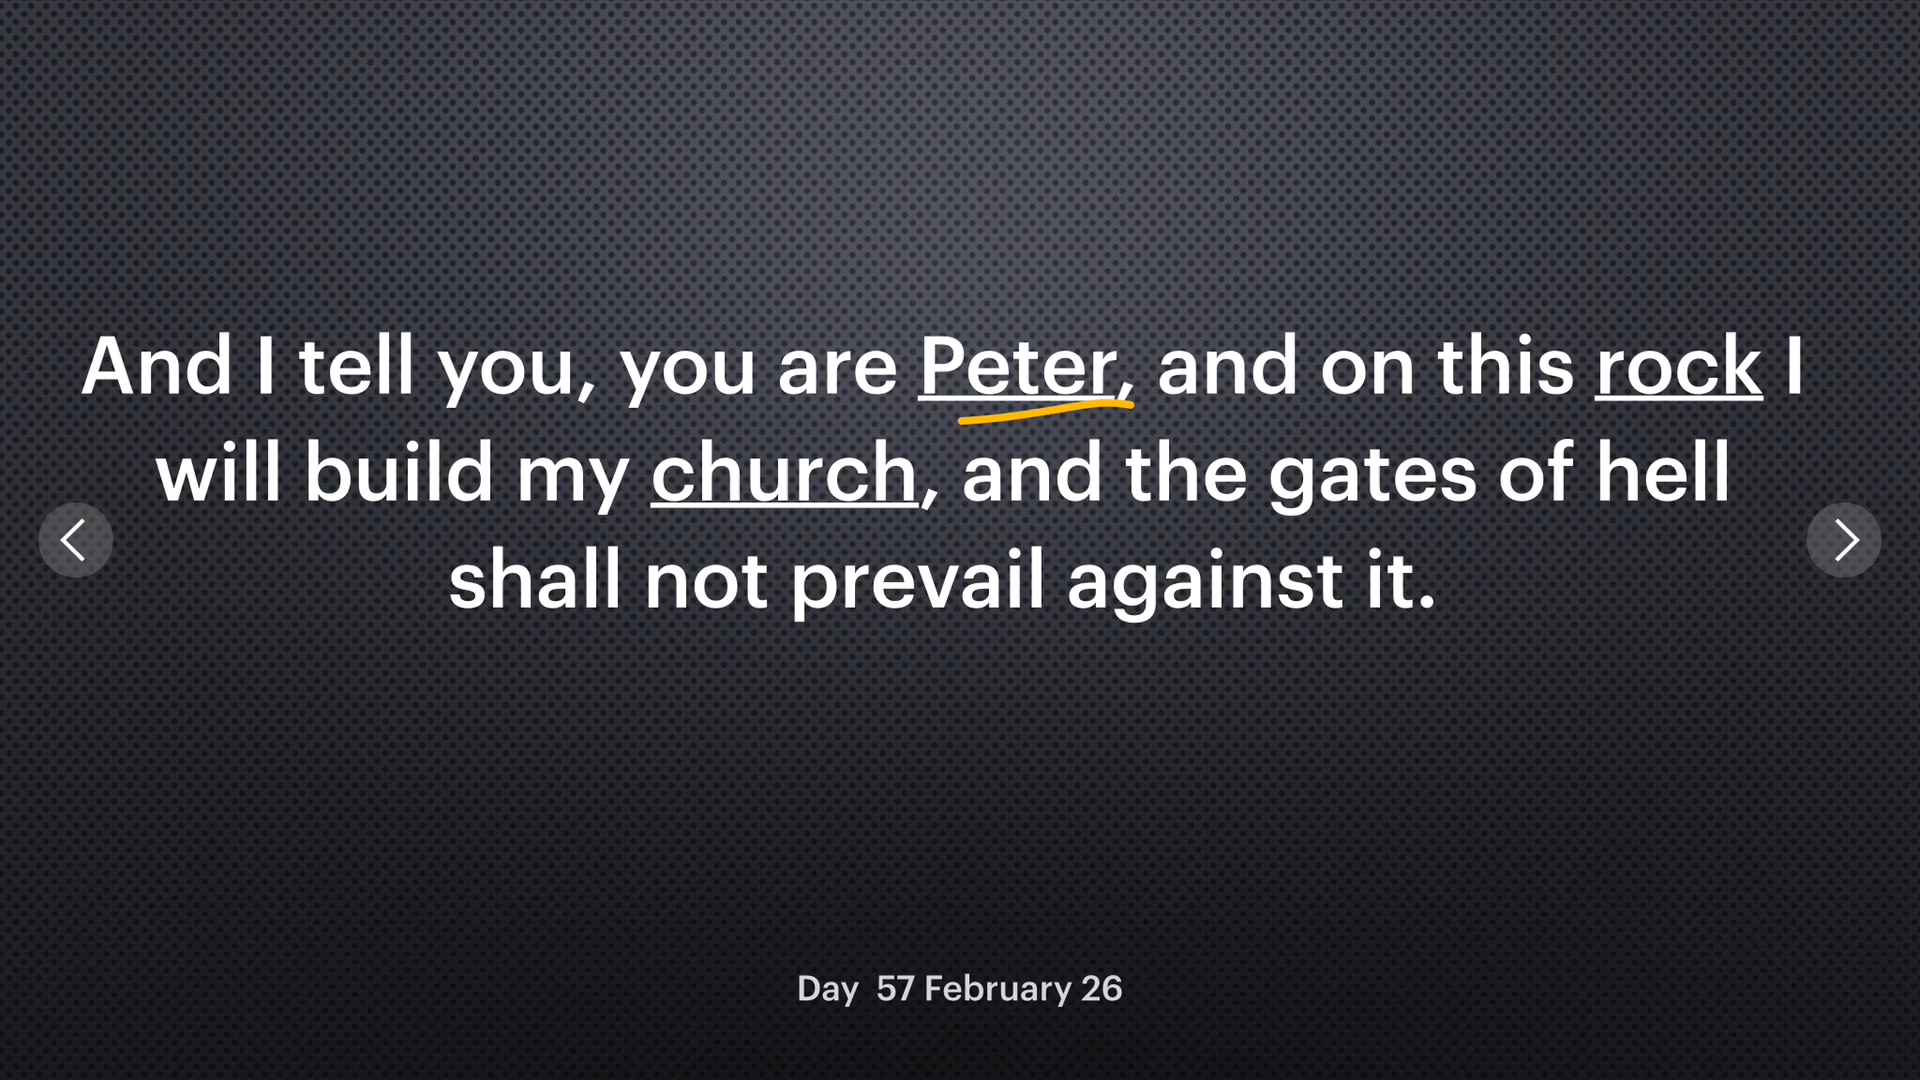 And I tell you, you are Peter, and on this rock I
will build my church, and the gates of hell
shall not prevail against it.
Day 57 February 26